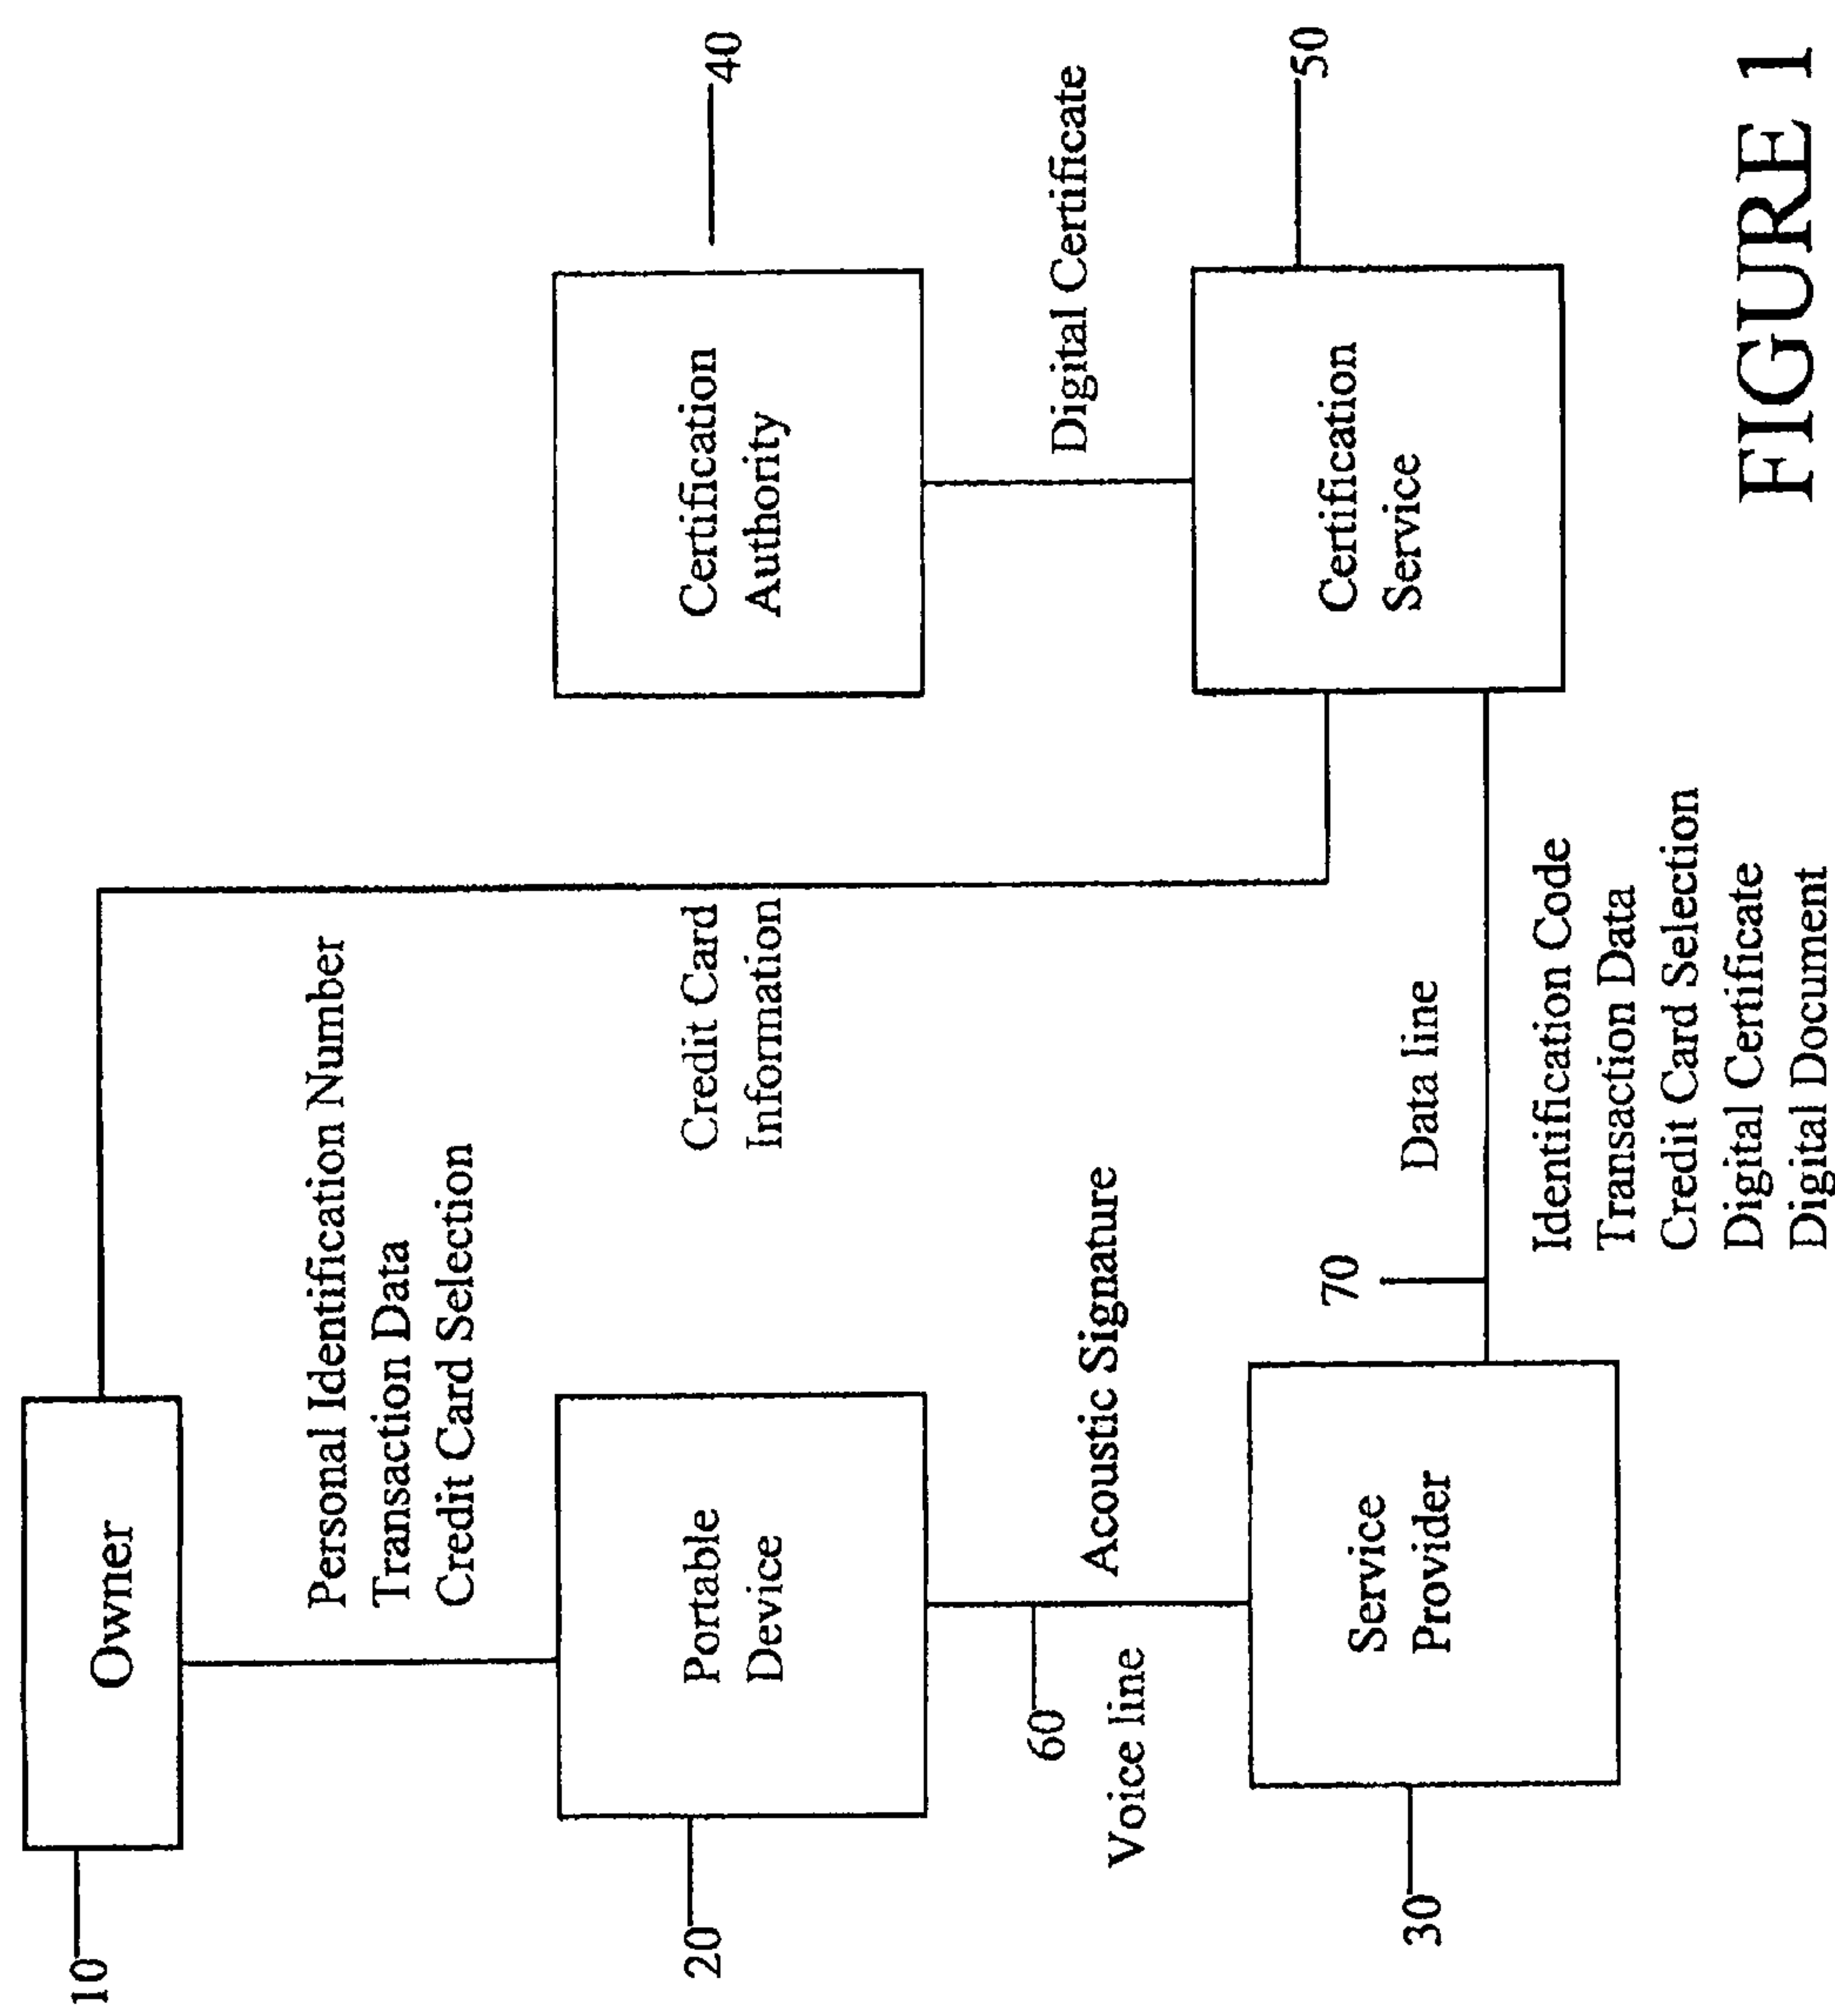 10
Owner
Personal Identification Number
Transaction Data
Credit Card Selection
20
Portable
Device
Credit Card
Information
Certification
Authority
40
60
Voice line
Acoustic Signature
Digital Certificate
30
Service
Provider
70
Data line
Certification
Service
50
Identification Code
Transaction Data
Credit Card Selection
Digital Certificate
Digital Document
FIGURE 1